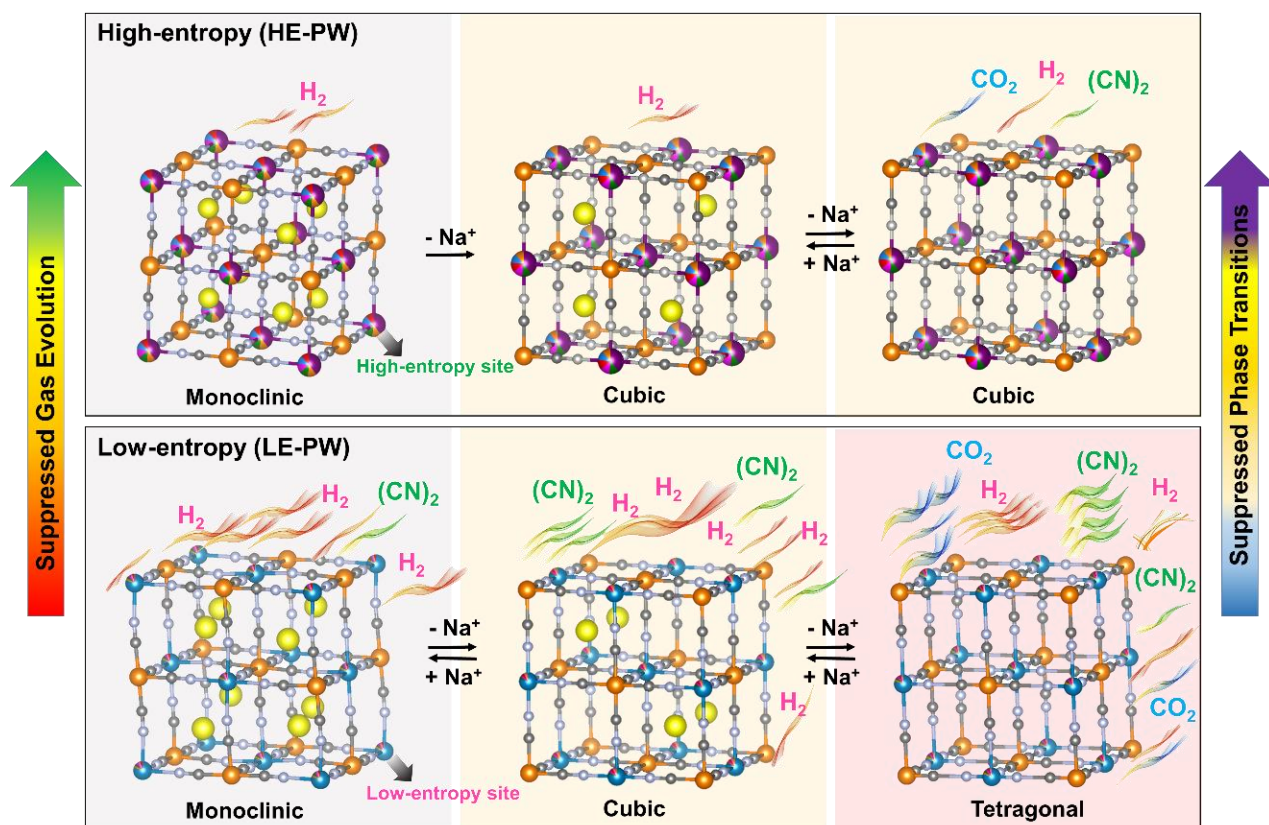 High-entropy (HE-PW)
H₂
H₂
CO₂
H₂
(CN)₂
- Na⁺
- Na⁺
+ Na⁺
High-entropy site
Monoclinic
Cubic
Cubic
Suppressed Gas Evolution
Suppressed Phase Transitions
Low-entropy (LE-PW)
H₂
H₂
(CN)₂
H₂
(CN)₂
H₂
H₂
(CN)₂
H₂
H₂
CO₂
H₂
(CN)₂
H₂
(CN)₂
CO₂
- Na⁺
+ Na⁺
- Na⁺
+ Na⁺
Low-entropy site
Monoclinic
Cubic
Tetragonal